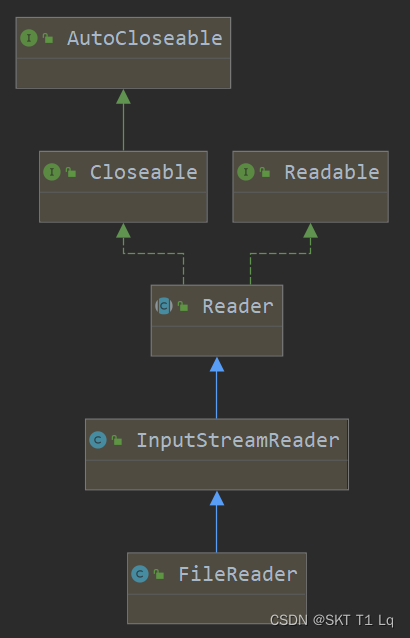 AutoCloseable
Closeable
Readable
Reader
InputStreamReader
FileReader
CSDN @SKT T1 Lq